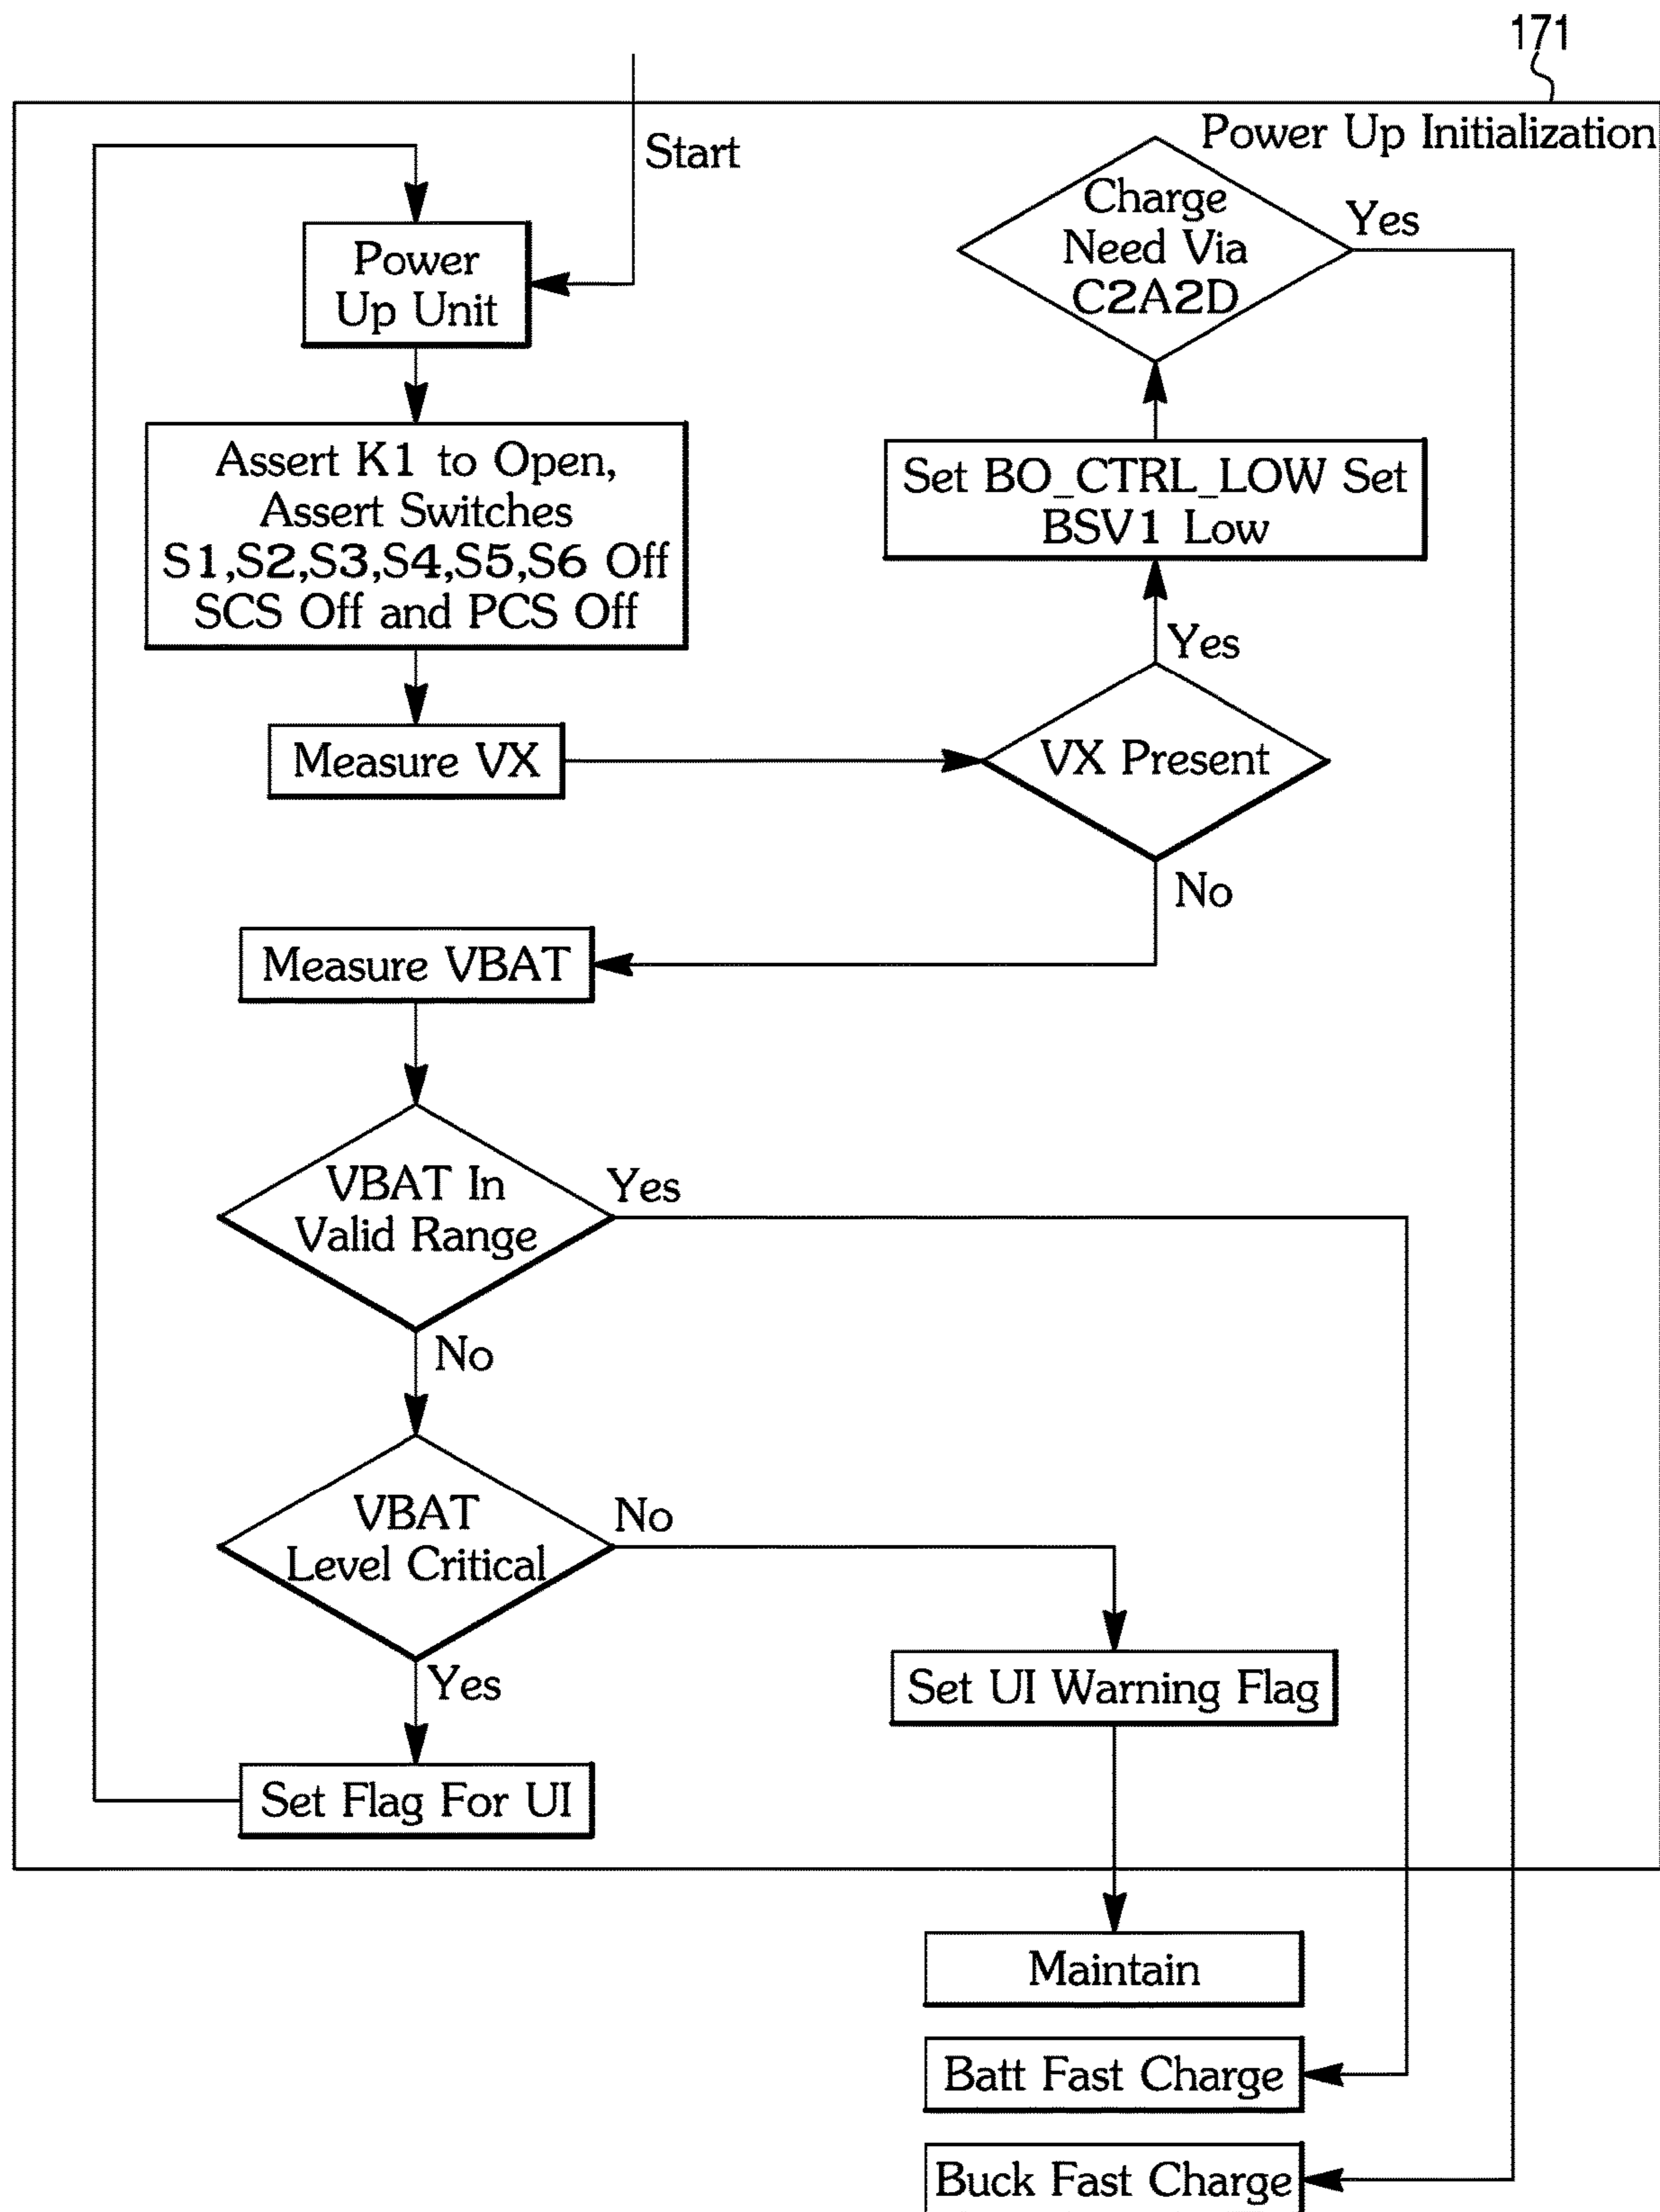 171
Power Up Initialization
Start
Power
Up Unit
Charge
Need Via
C2A2D
Yes
Assert K1 to Open,
Assert Switches
S1,S2,S3,S4,S5,S6 Off
SCS Off and PCS Off
Set BO_CTRL_LOW Set
BSV1 Low
Yes
Measure VX
VX Present
No
Measure VBAT
VBAT In
Valid Range
Yes
No
VBAT
Level Critical
No
Yes
Set UI Warning Flag
Set Flag For UI
Maintain
Batt Fast Charge
Buck Fast Charge